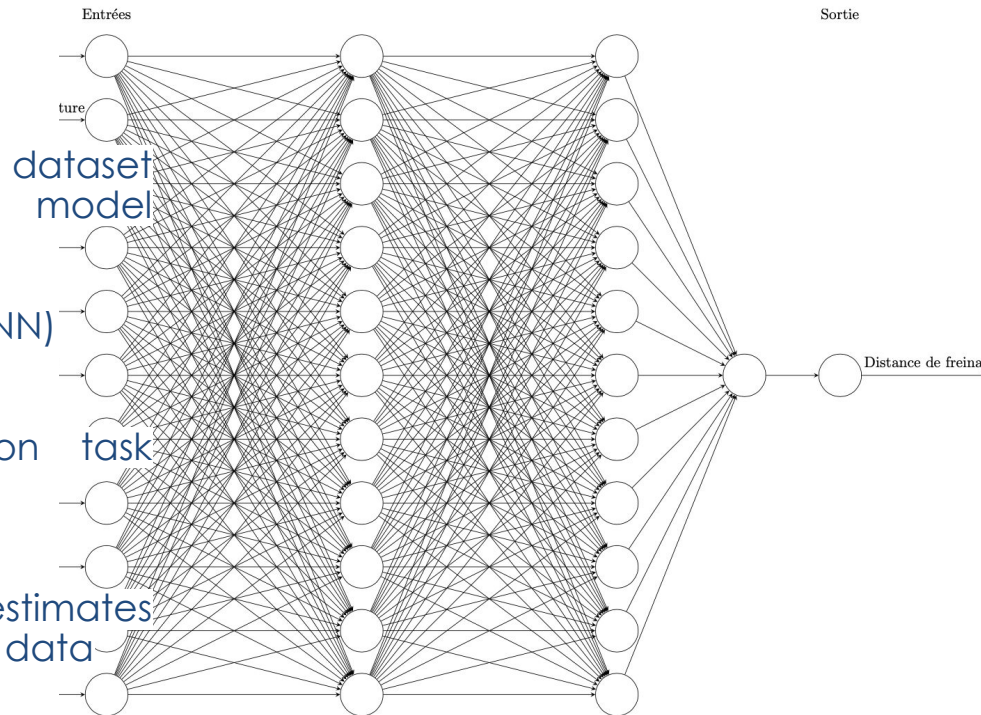 Entrées
Sortie
ture
dataset
model
NN)
Distance de freina
on task
estimates
data